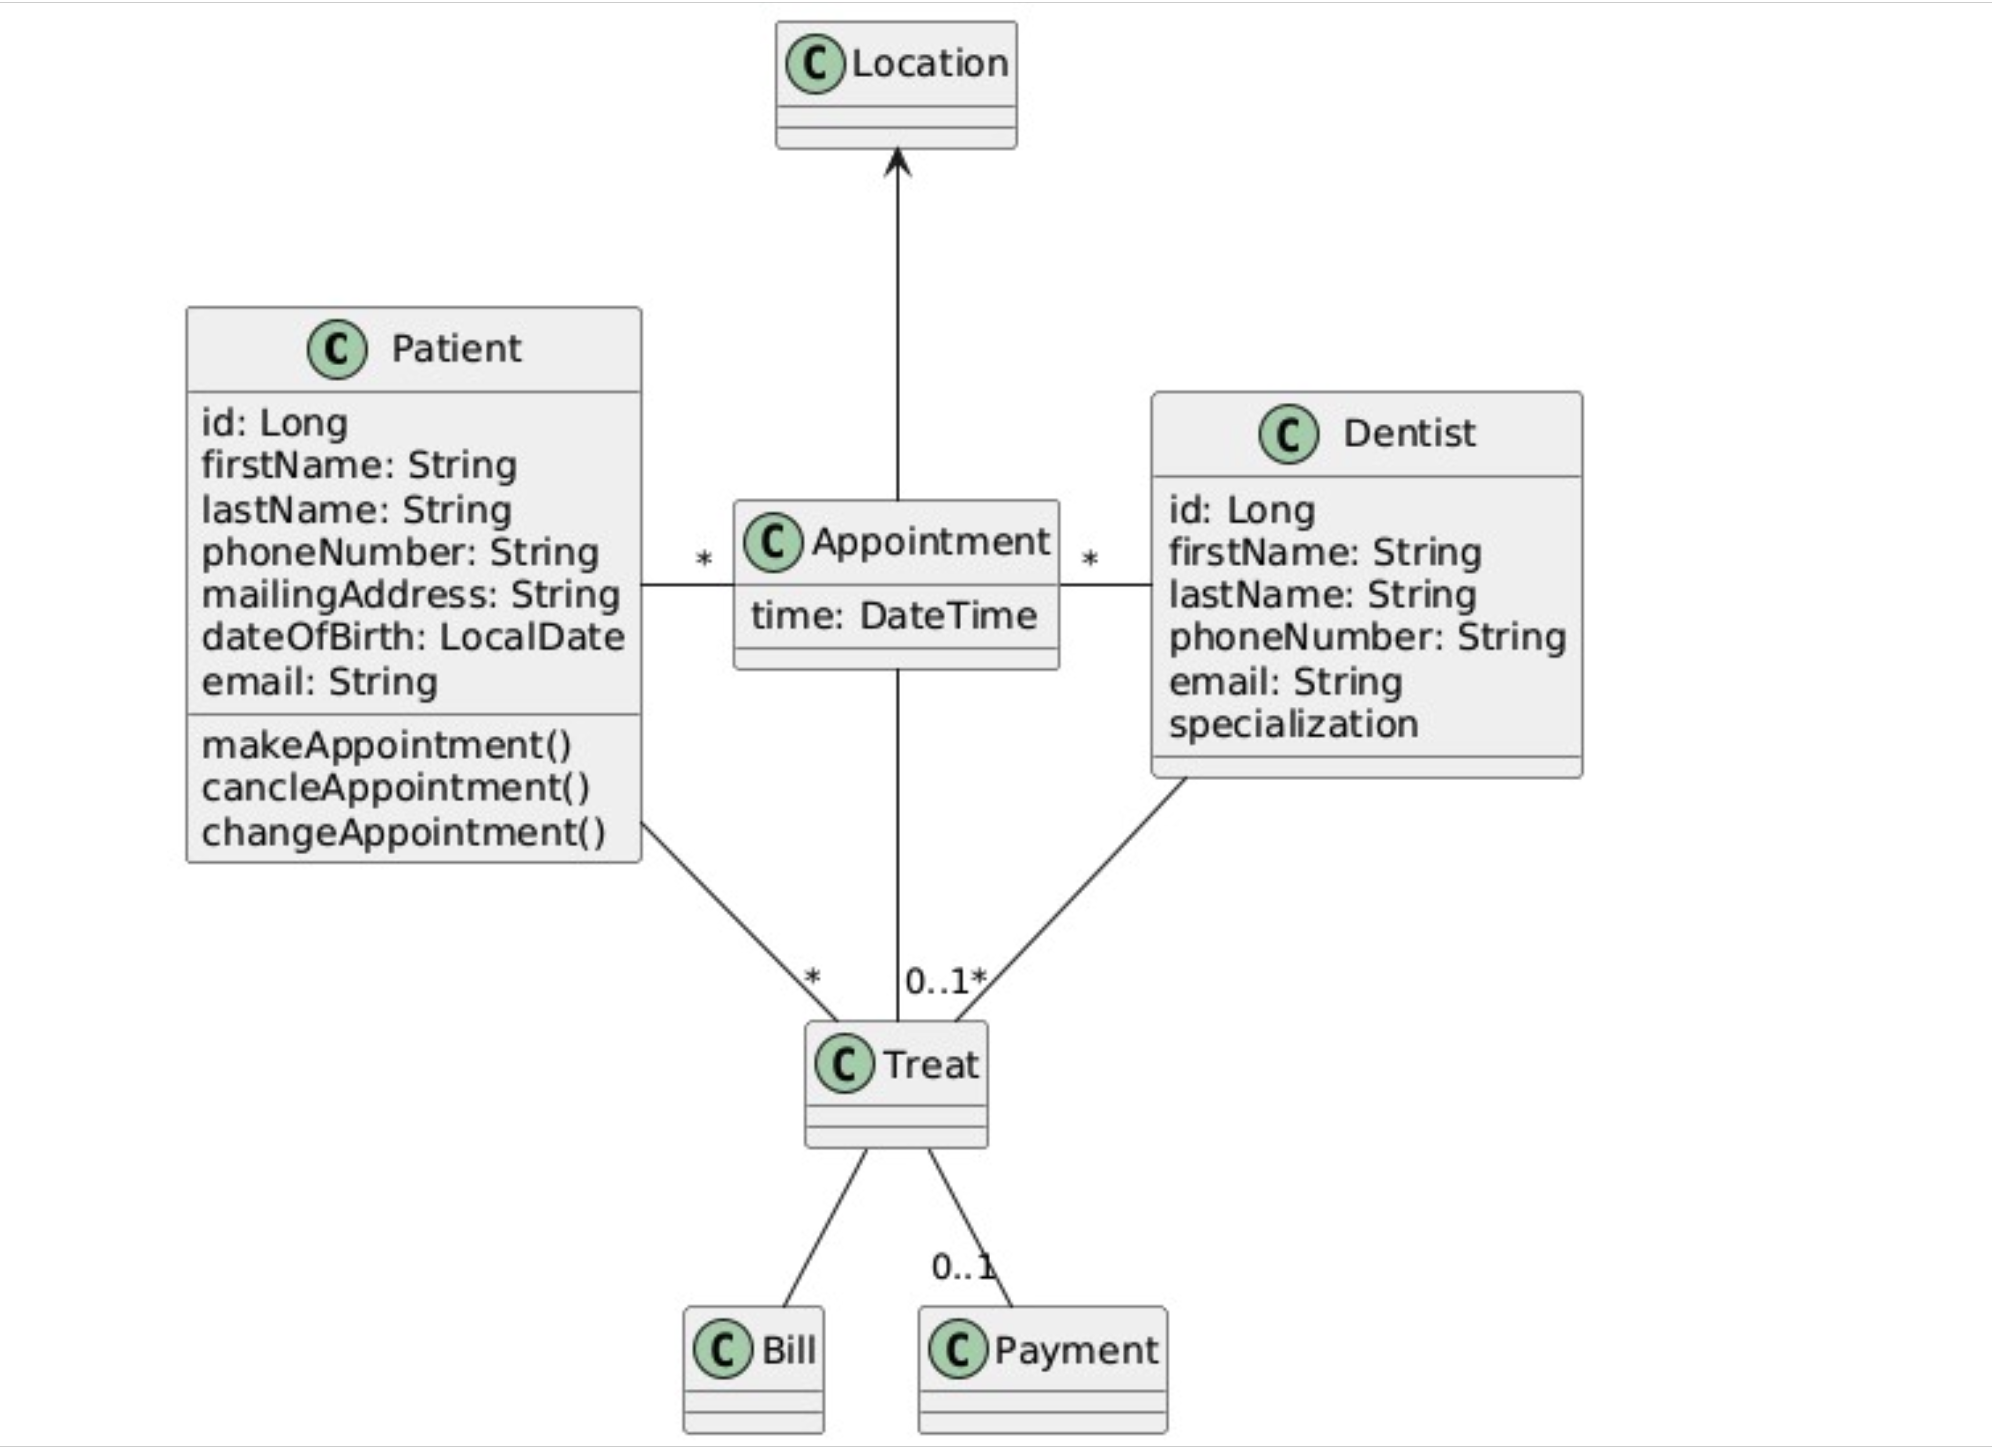 C Location
C Patient
id: Long
firstName: String
lastName: String
phoneNumber: String
mailingAddress: String
dateOfBirth: LocalDate
email: String
makeAppointment()
cancleAppointment()
changeAppointment()
*
C Appointment
time: DateTime
*
C Dentist
id: Long
firstName: String
lastName: String
phoneNumber: String
email: String
specialization
*
0..1
*
C Treat
0..1
C Bill
C Payment